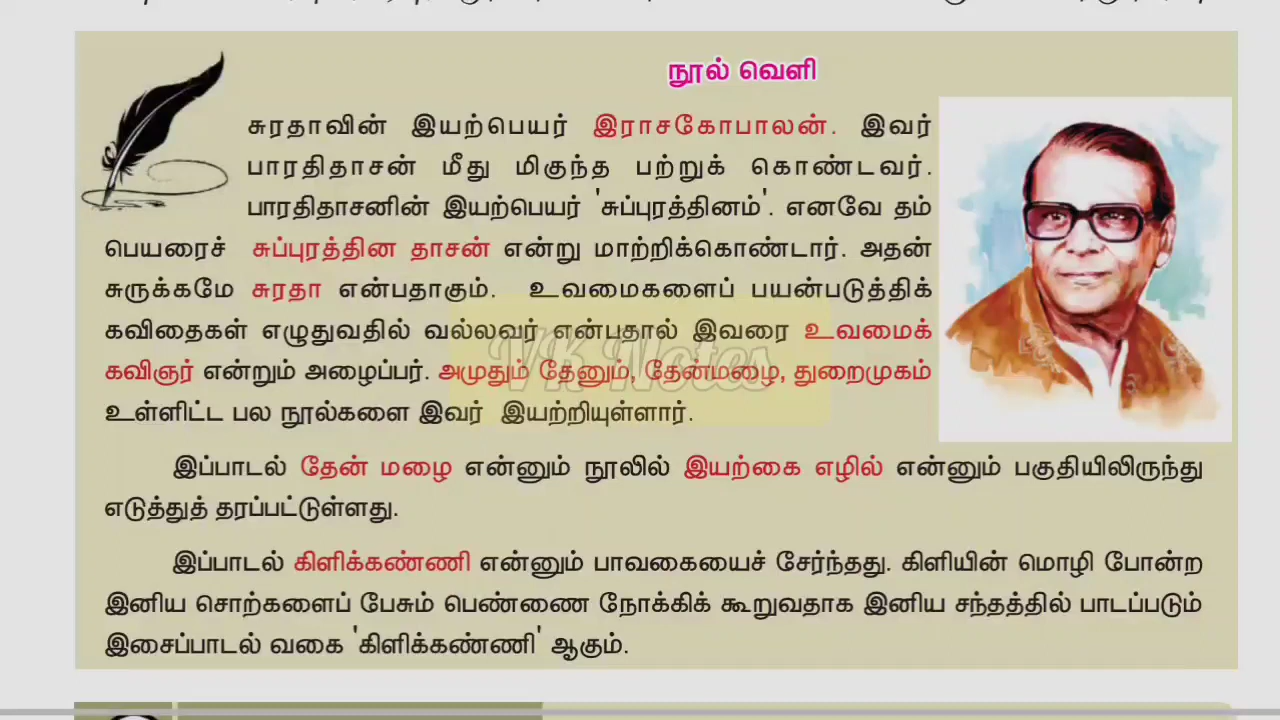 நூல் வெளி
சுரதாவின் இயற்பெயர் இராசகோபாலன். இவர்
பாரதிதாசன் மீது மிகுந்த பற்றுக் கொண்டவர்.
பாரதிதாசனின் இயற்பெயர் 'சுப்புரத்தினம்'. எனவே தம்
பெயரைச் சுப்புரத்தின தாசன் என்று மாற்றிக்கொண்டார். அதன்
சுருக்கமே சுரதா என்பதாகும். உவமைகளைப் பயன்படுத்திக்
கவிதைகள் எழுதுவதில் வல்லவர் என்பதால் இவரை உவமைக்
கவிஞர் என்றும் அழைப்பர். அமுதும் தேனும், தேன்மழை, துறைமுகம்
உள்ளிட்ட பல நூல்களை இவர் இயற்றியுள்ளார்.
VK Notes
இப்பாடல் தேன் மழை என்னும் நூலில் இயற்கை எழில் என்னும் பகுதியிலிருந்து
எடுத்துத் தரப்பட்டுள்ளது.
இப்பாடல் கிளிக்கண்ணி என்னும் பாவகையைச் சேர்ந்தது. கிளியின் மொழி போன்ற
இனிய சொற்களைப் பேசும் பெண்ணை நோக்கிக் கூறுவதாக இனிய சந்தத்தில் பாடப்படும்
இசைப்பாடல் வகை 'கிளிக்கண்ணி' ஆகும்.